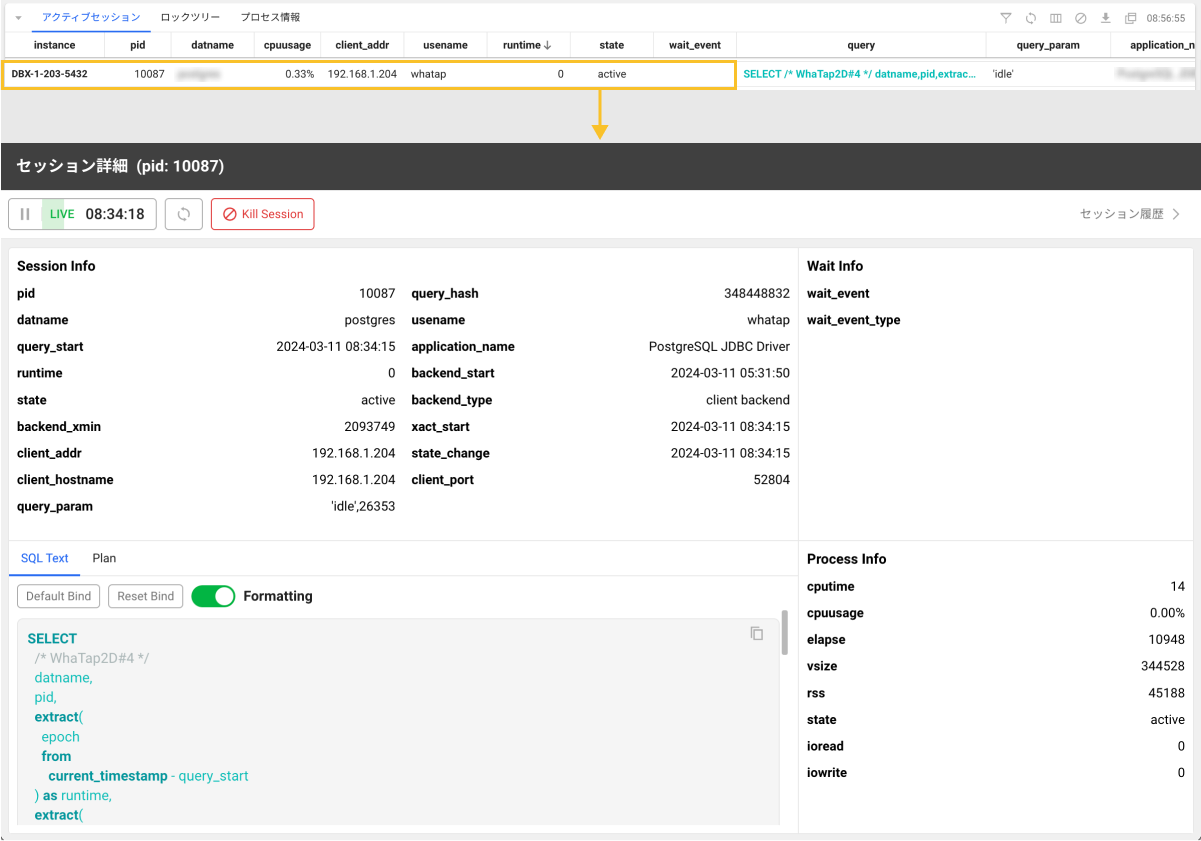 アクティブセッション ロックツリー プロセス情報 08:56:55
instance pid datname cpuusage client_addr usename runtime ↓ state wait_event query query_param application_n
DBX-1-203-5432 10087 0.33% 192.168.1.204 whatap 0 active SELECT /* WhaTap2D#4 */ datname,pid,extrac... 'idle'
セッション詳細 (pid: 10087)
LIVE 08:34:18 Kill Session セッション履歴
Session Info
pid 10087 query_hash 348448832
datname postgres usename whatap
query_start 2024-03-11 08:34:15 application_name PostgreSQL JDBC Driver
runtime 0 backend_start 2024-03-11 05:31:50
state active backend_type client backend
backend_xmin 2093749 xact_start 2024-03-11 08:34:15
client_addr 192.168.1.204 state_change 2024-03-11 08:34:15
client_hostname 192.168.1.204 client_port 52804
query_param 'idle',26353
Wait Info
wait_event
wait_event_type
SQL Text Plan
Default Bind Reset Bind Formatting
SELECT
/* WhaTap2D#4 */
datname,
pid,
extract(
epoch
from
current_timestamp - query_start
) as runtime,
extract(
Process Info
cputime 14
cpuusage 0.00%
elapse 10948
vsize 344528
rss 45188
state active
ioread 0
iowrite 0